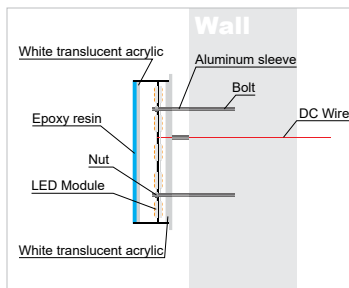 Wall
White translucent acrylic
Aluminum sleeve
Bolt
Epoxy resin
DC Wire
Nut
LED Module
White translucent acrylic